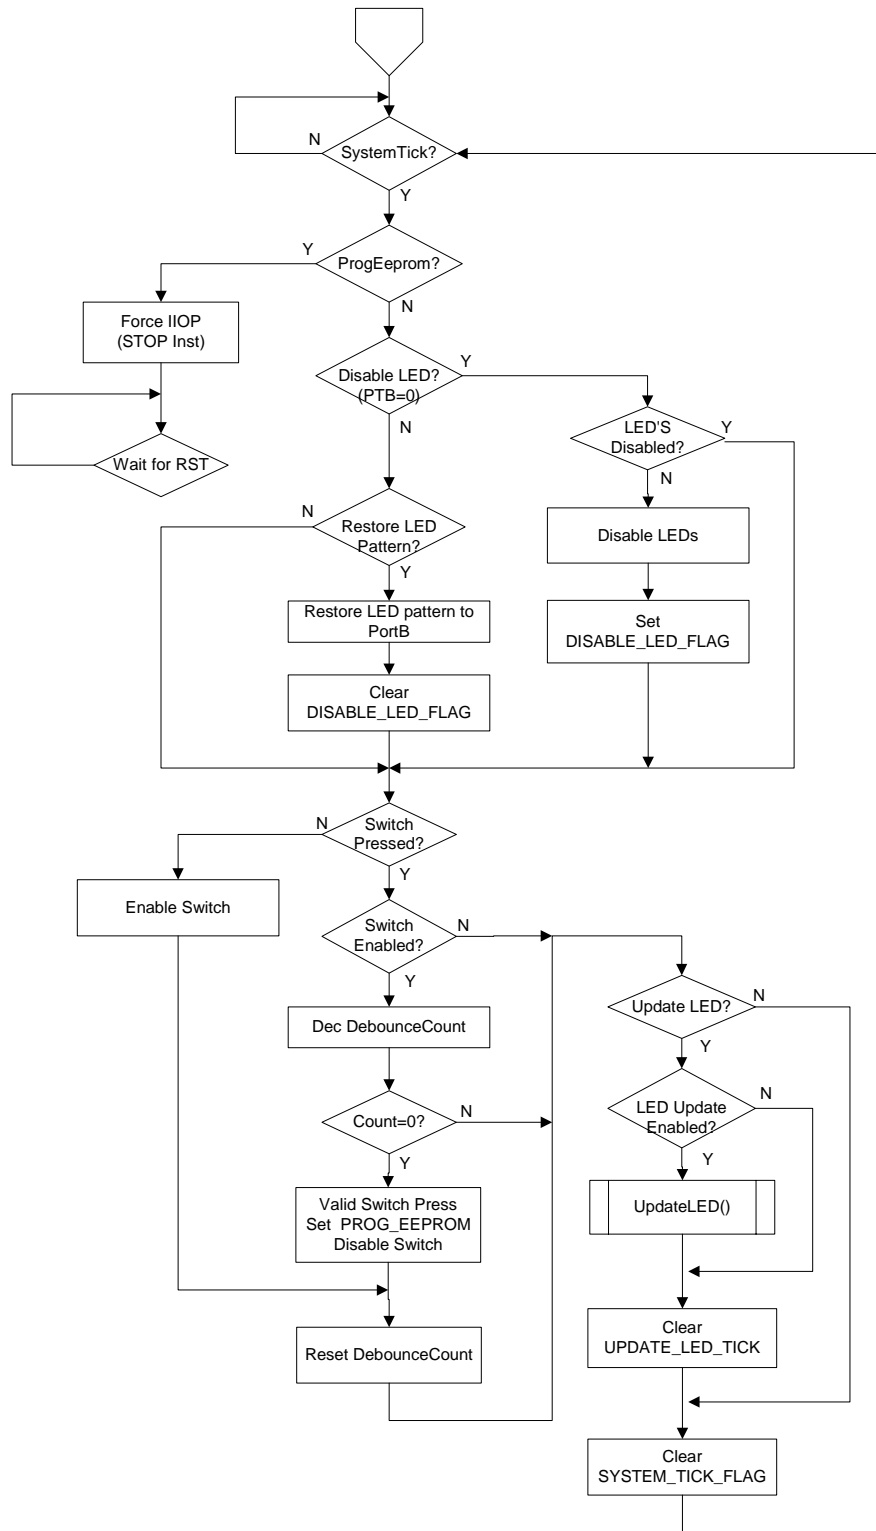 N
SystemTick?
Y
Y
ProgEeprom?
N
Force IIOP
(STOP Inst)
Disable LED?
(PTB=0)
Y
N
LED'S
Disabled?
Y
N
Wait for RST
N
Restore LED
Pattern?
Y
Disable LEDs
Restore LED pattern to
PortB
Set
DISABLE_LED_FLAG
Clear
DISABLE_LED_FLAG
N
Switch
Pressed?
Y
Enable Switch
Switch
Enabled?
N
Y
Update LED?
N
Y
Dec DebounceCount
LED Update
Enabled?
N
Y
Count=0?
N
Y
Valid Switch Press
Set PROG_EEPROM
Disable Switch
UpdateLED()
Reset DebounceCount
Clear
UPDATE_LED_TICK
Clear
SYSTEM_TICK_FLAG